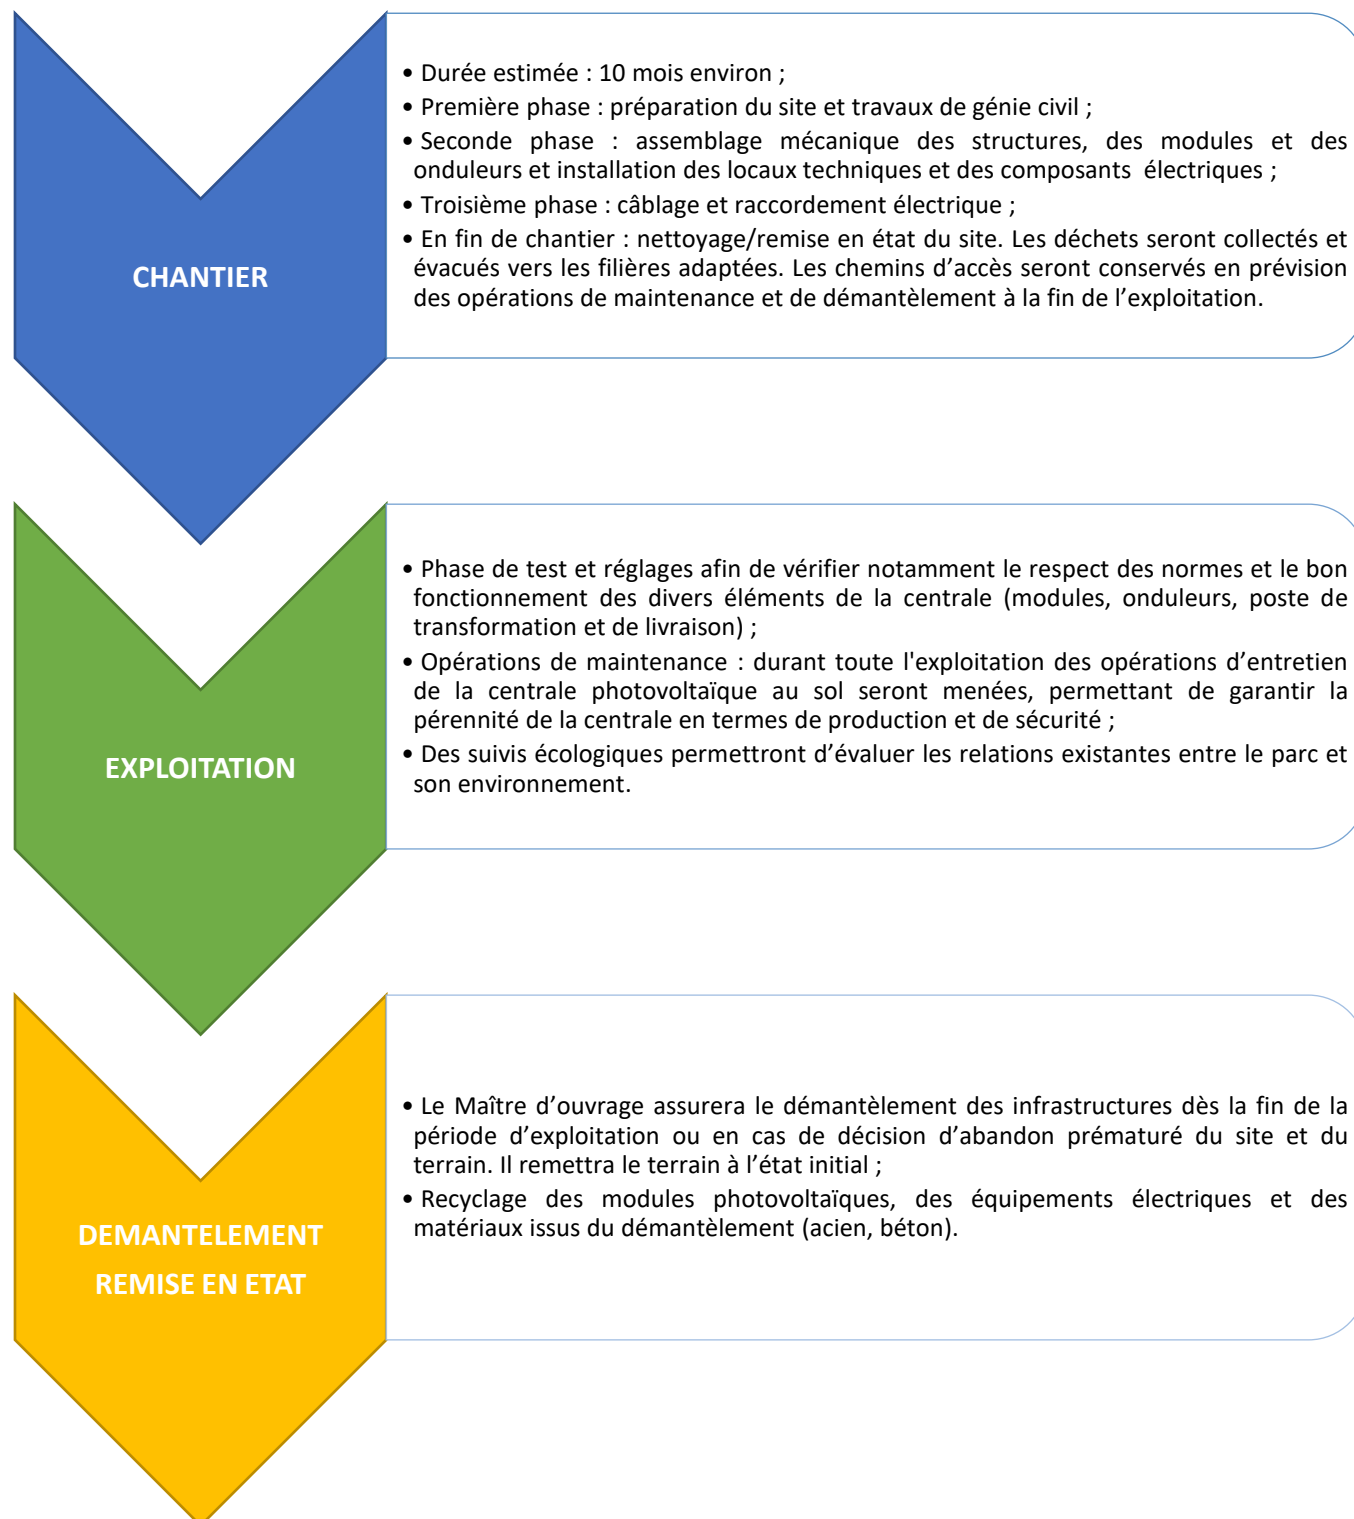 CHANTIER
• Durée estimée : 10 mois environ ;
• Première phase : préparation du site et travaux de génie civil ;
• Seconde phase : assemblage mécanique des structures, des modules et des
onduleurs et installation des locaux techniques et des composants  électriques ;
• Troisième phase : câblage et raccordement électrique ;
• En fin de chantier : nettoyage/remise en état du site. Les déchets seront collectés et
évacués vers les filières adaptées. Les chemins d’accès seront conservés en prévision
des opérations de maintenance et de démantèlement à la fin de l’exploitation.
EXPLOITATION
• Phase de test et réglages afin de vérifier notamment le respect des normes et le bon
fonctionnement des divers éléments de la centrale (modules, onduleurs, poste de
transformation et de livraison) ;
• Opérations de maintenance : durant toute l'exploitation des opérations d’entretien
de la centrale photovoltaïque au sol seront menées, permettant de garantir la
pérennité de la centrale en termes de production et de sécurité ;
• Des suivis écologiques permettront d’évaluer les relations existantes entre le parc et
son environnement.
DEMANTELEMENT
REMISE EN ETAT
• Le Maître d’ouvrage assurera le démantèlement des infrastructures dès la fin de la
période d’exploitation ou en cas de décision d’abandon prématuré du site et du
terrain. Il remettra le terrain à l’état initial ;
• Recyclage des modules photovoltaïques, des équipements électriques et des
matériaux issus du démantèlement (acien, béton).